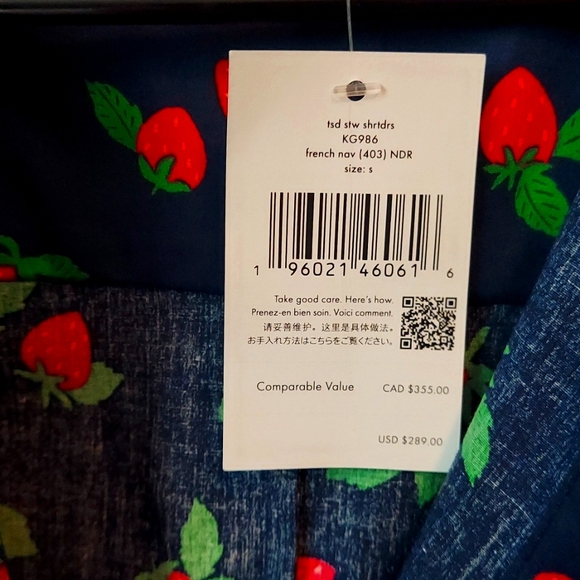 tsd stw shrtdrs
KG986
french nav (403) NDR
size: s
1 96021 46061 6
Take good care. Here's how.
Prenez-en bien soin. Voici comment.
请妥善维护。这里是具体做法。
お手入れ方法はこちらをご覧ください。
Comparable Value CAD $355.00
USD $289.00